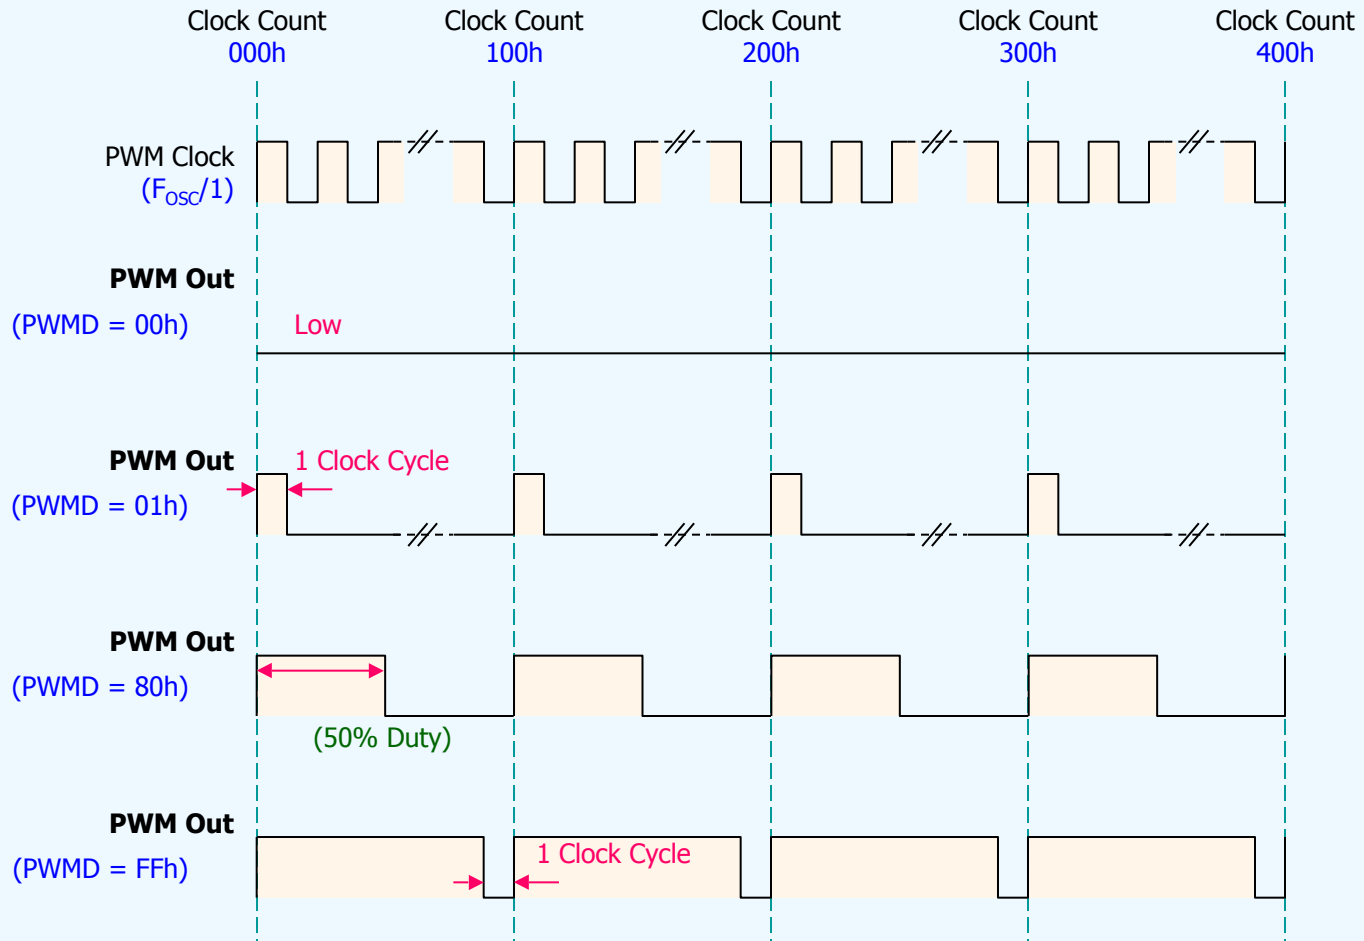 Clock Count Clock Count Clock Count Clock Count Clock Count
000h 100h 200h 300h 400h
PWM Clock
(FOSC/1)
PWM Out
(PWMD = 00h) Low
PWM Out 1 Clock Cycle
(PWMD = 01h)
PWM Out
(PWMD = 80h)
(50% Duty)
PWM Out
1 Clock Cycle
(PWMD = FFh)